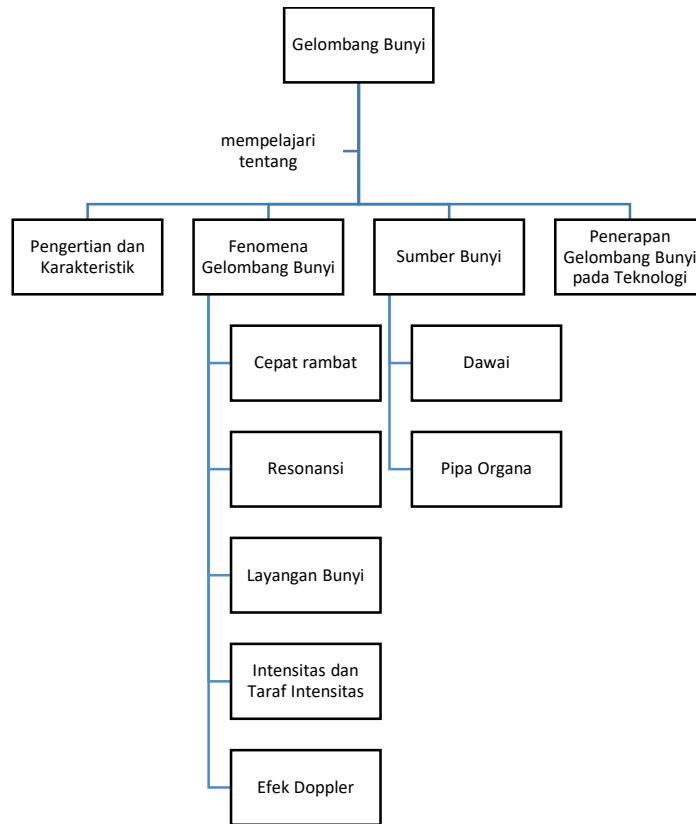 Gelombang Bunyi
mempelajari
tentang
Pengertian dan
Karakteristik
Fenomena
Gelombang Bunyi
Sumber Bunyi
Penerapan
Gelombang Bunyi
pada Teknologi
Cepat rambat
Dawai
Resonansi
Pipa Organa
Layangan Bunyi
Intensitas dan
Taraf Intensitas
Efek Doppler